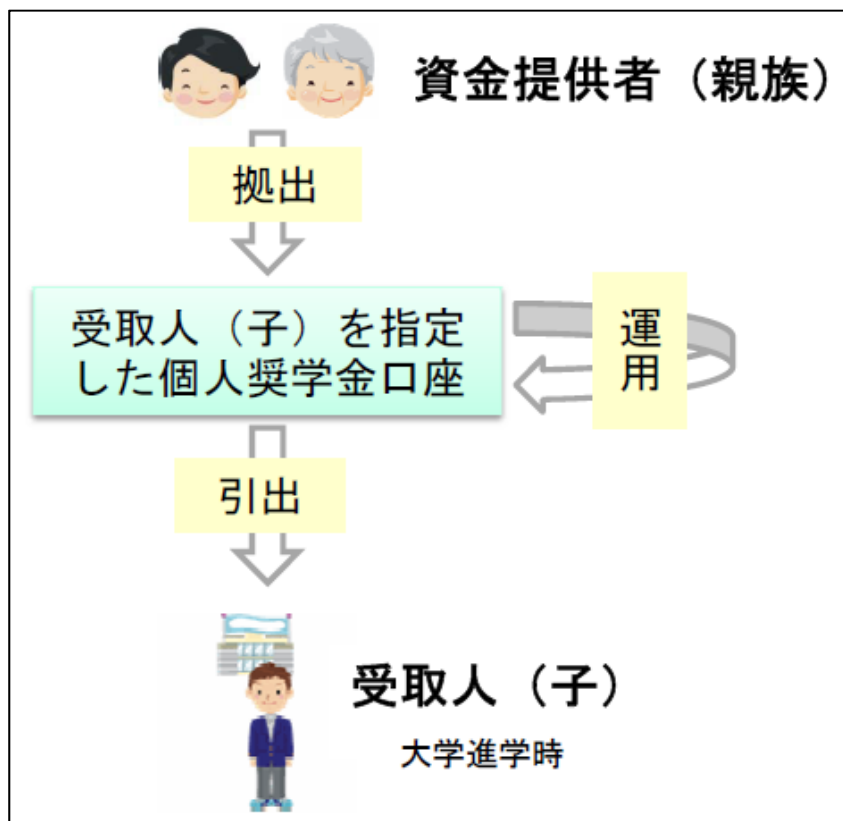 資金提供者（親族）
拠出
受取人（子）を指定
した個人奨学金口座
運
用
引出
受取人（子）
大学進学時